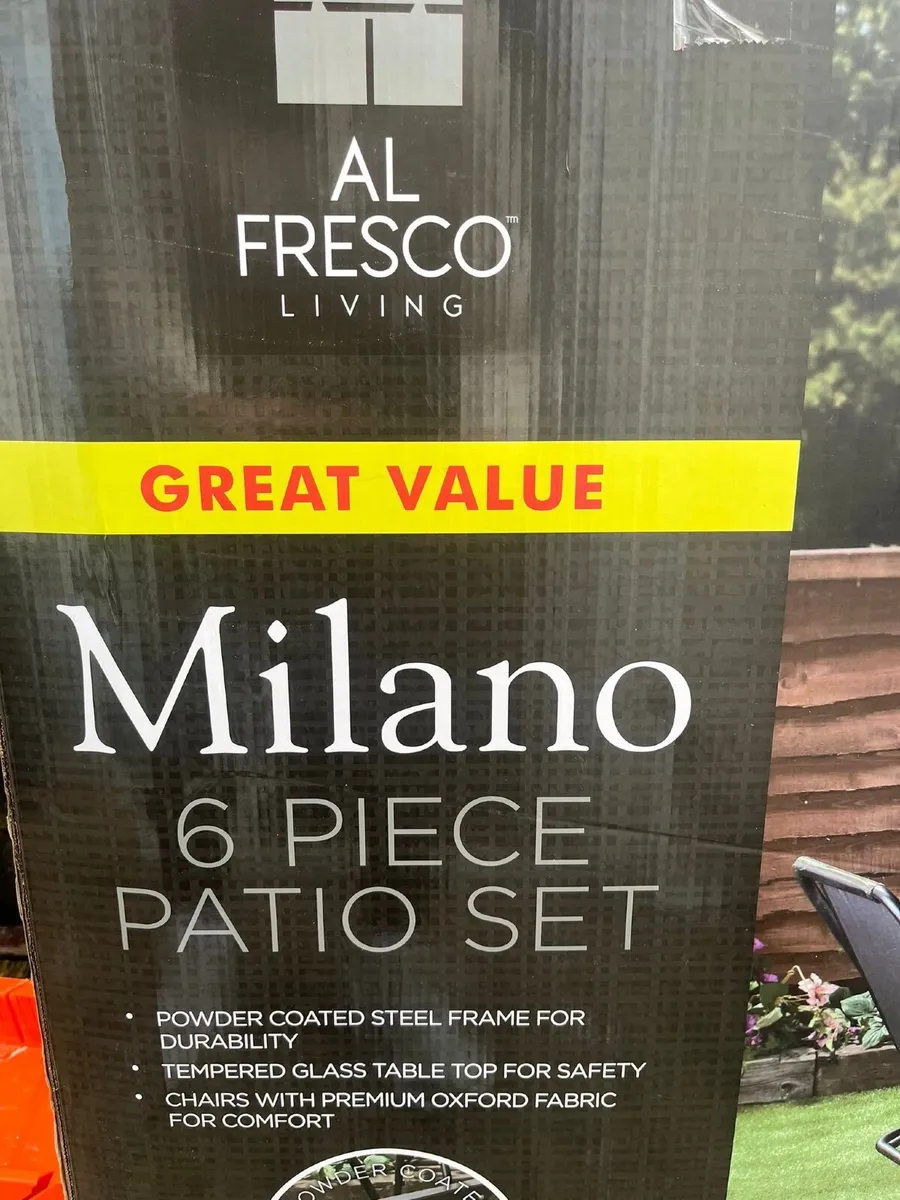 AL
FRESCO™
LIVING
GREAT VALUE
Milano
6 PIECE
PATIO SET
• POWDER COATED STEEL FRAME FOR
DURABILITY
• TEMPERED GLASS TABLE TOP FOR SAFETY
• CHAIRS WITH PREMIUM OXFORD FABRIC
FOR COMFORT